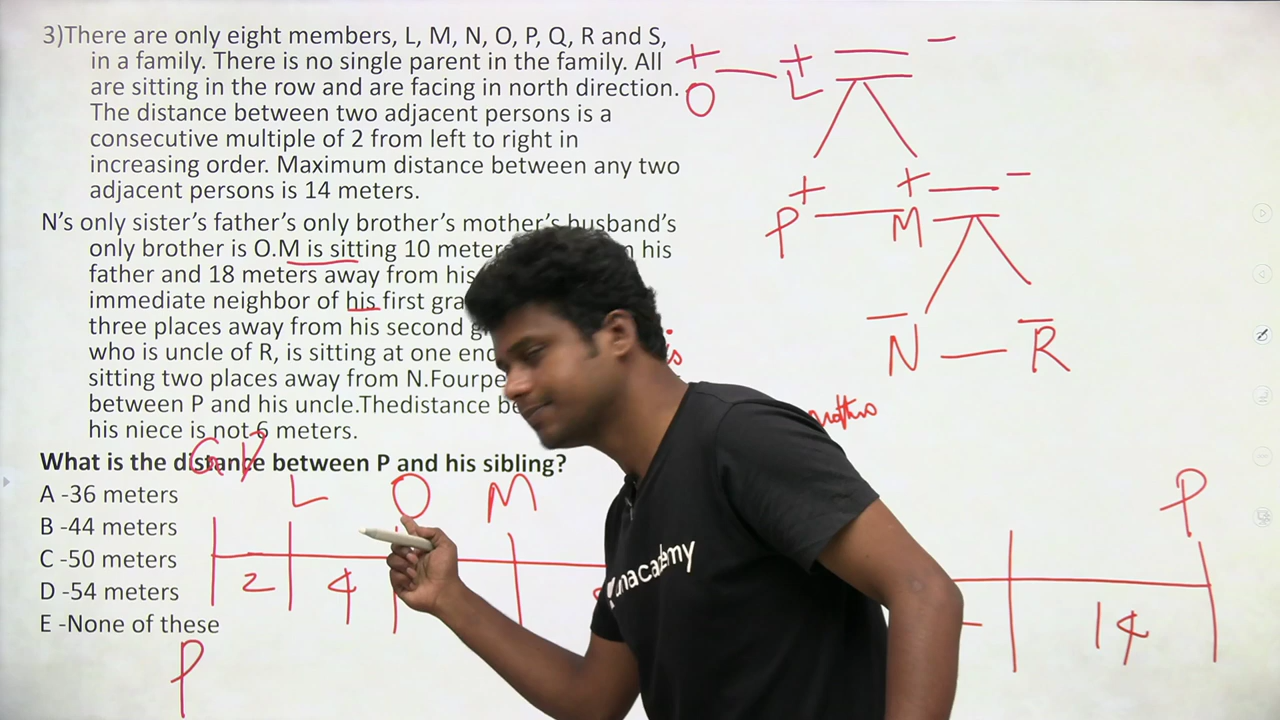 3)There are only eight members, L, M, N, O, P, Q, R and S,
in a family. There is no single parent in the family. All
are sitting in the row and are facing in north direction.
The distance between two adjacent persons is a
consecutive multiple of 2 from left to right in
increasing order. Maximum distance between any two
adjacent persons is 14 meters.
N's only sister's father's only brother's mother's husband's
only brother is O.M is sitting 10 meter his
father and 18 meters away from his
immediate neighbor of his first gra
three places away from his second g
who is uncle of R, is sitting at one en
sitting two places away from N.Fourpe
between P and his uncle.Thedistance be
his niece is not 6 meters.
What is the distance between P and his sibling?
A -36 meters
B -44 meters
C -50 meters
D -54 meters
E -None of these
+ + −
O — L
+ + −
P — M
− −
N — R
is
GD L O M P
2 4 14
P
unacademy